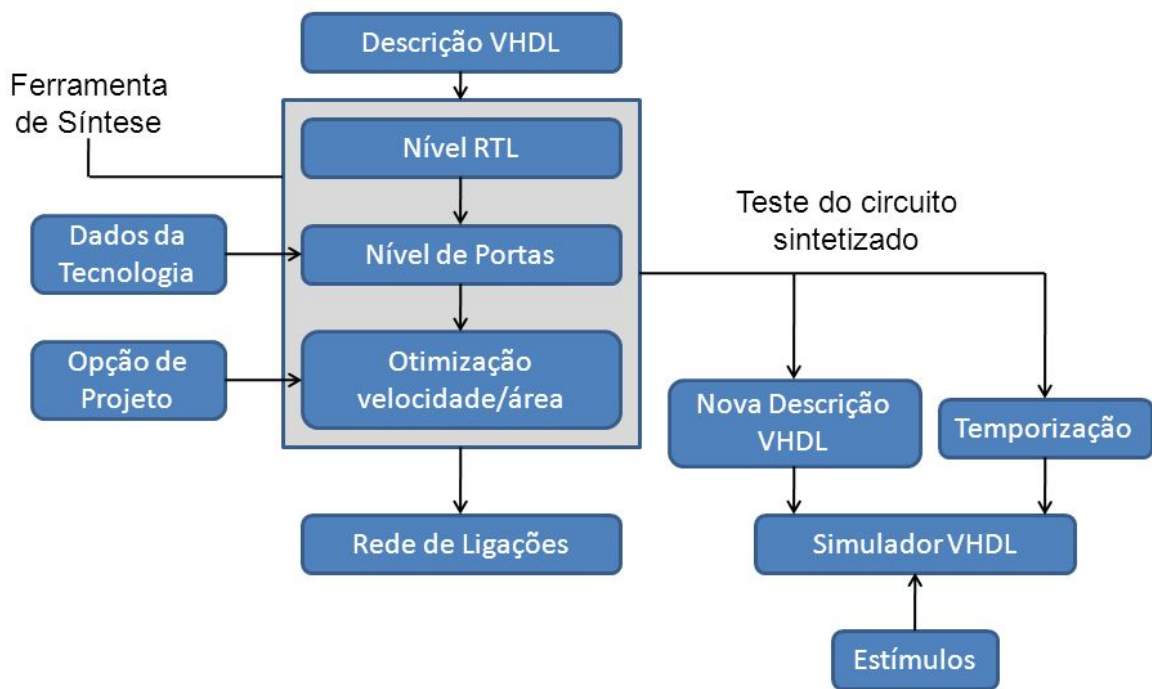 Descrição VHDL
Ferramenta
de Síntese
Nível RTL
Dados da
Tecnologia
Nível de Portas
Teste do circuito
sintetizado
Opção de
Projeto
Otimização
velocidade/área
Nova Descrição
VHDL
Temporização
Rede de Ligações
Simulador VHDL
Estímulos